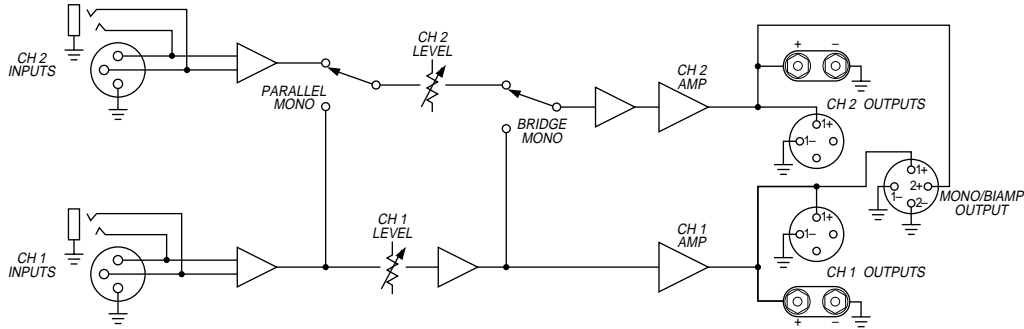 CH 2
INPUTS
PARALLEL
MONO
CH 2
LEVEL
BRIDGE
MONO
CH 2
AMP
+ −
CH 2 OUTPUTS
1+
1−
1+
2+
1−
2−
MONO/BIAMP
OUTPUT
CH 1
INPUTS
CH 1
LEVEL
CH 1
AMP
1+
1−
CH 1 OUTPUTS
+ −